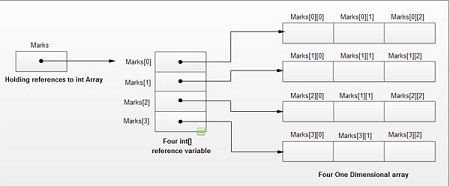 Marks[0][0] Marks[0][1] Marks[0][2]
Marks
Marks[0]
Marks[1][0] Marks[1][1] Marks[1][2]
Marks[1]
Holding references to int Array
Marks[2]
Marks[2][0] Marks[1][1] Marks[2][2]
Marks[3]
Marks[3][0] Marks[3][1] Marks[3][2]
Four int[]
reference variable
Four One Dimensional array